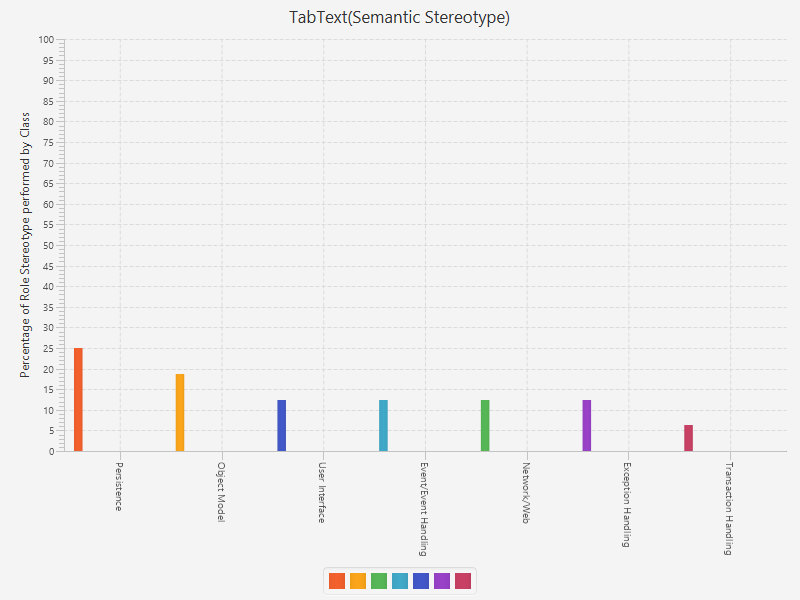 TabText(Semantic Stereotype)
Percentage of Role Stereotype performed by Class
100
95
90
85
80
75
70
65
60
55
50
45
40
35
30
25
20
15
10
5
0
Persistence
Object Model
User Interface
Event/Event Handling
Network/Web
Exception Handling
Transaction Handling